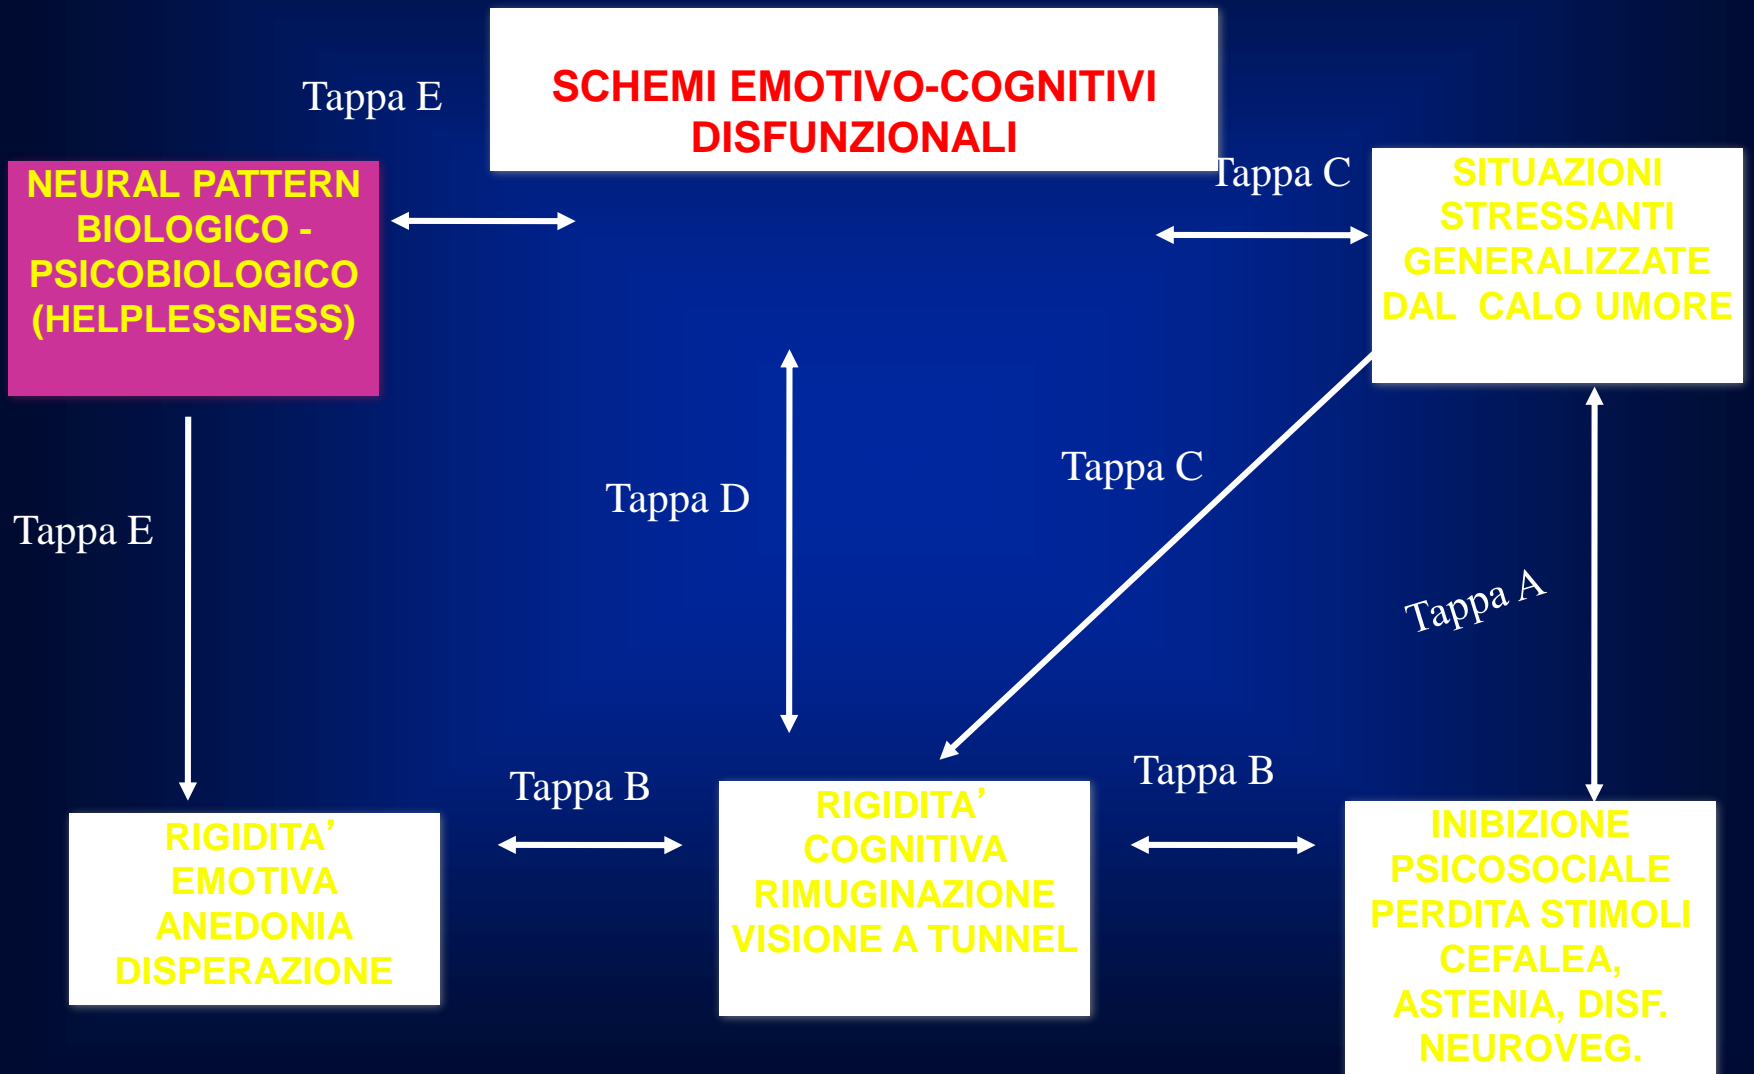 SCHEMI EMOTIVO-COGNITIVI
DISFUNZIONALI
Tappa E
Tappa C
NEURAL PATTERN
BIOLOGICO -
PSICOBIOLOGICO
(HELPLESSNESS)
SITUAZIONI
STRESSANTI
GENERALIZZATE
DAL CALO UMORE
Tappa E
Tappa D
Tappa C
Tappa A
Tappa B
Tappa B
RIGIDITA’
EMOTIVA
ANEDONIA
DISPERAZIONE
RIGIDITA’
COGNITIVA
RIMUGINAZIONE
VISIONE A TUNNEL
INIBIZIONE
PSICOSOCIALE
PERDITA STIMOLI
CEFALEA,
ASTENIA, DISF.
NEUROVEG.